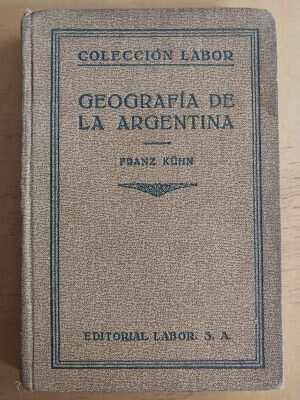 COLECCIÓN LABOR
GEOGRAFÍA DE
LA ARGENTINA
FRANZ KÜHN
EDITORIAL LABOR, S. A.